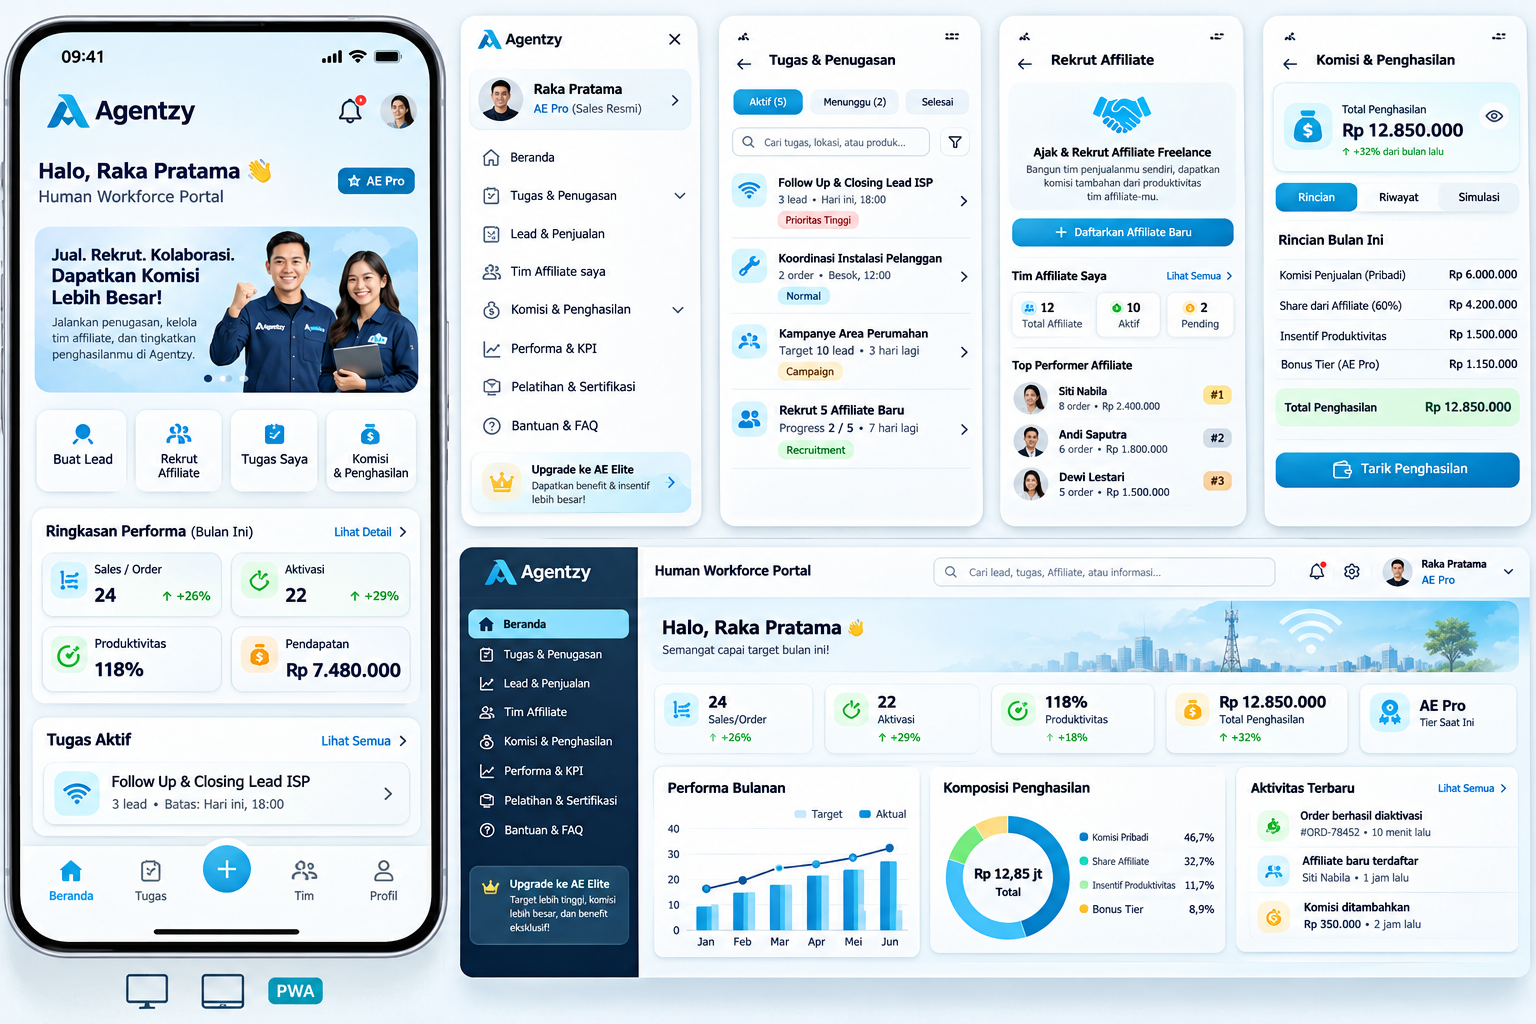 09:41
Agentzy
Halo, Raka Pratama 👋
Human Workforce Portal
AE Pro
Jual. Rekrut. Kolaborasi.
Dapatkan Komisi
Lebih Besar!
Jalankan penugasan, kelola
tim affiliate, dan tingkatkan
penghasilanmu di Agentzy.
Agentzy
Buat Lead
Rekrut
Affiliate
Tugas Saya
Komisi
& Penghasilan
Ringkasan Performa (Bulan Ini)
Lihat Detail
Sales / Order
24
↑ +26%
Aktivasi
22
↑ +29%
Produktivitas
118%
Pendapatan
Rp 7.480.000
Tugas Aktif
Lihat Semua
Follow Up & Closing Lead ISP
3 lead • Batas: Hari ini, 18:00
Beranda
Tugas
Tim
Profil
PWA
Agentzy
Raka Pratama
AE Pro (Sales Resmi)
Beranda
Tugas & Penugasan
Lead & Penjualan
Tim Affiliate saya
Komisi & Penghasilan
Performa & KPI
Pelatihan & Sertifikasi
Bantuan & FAQ
Upgrade ke AE Elite
Dapatkan benefit & insentif
lebih besar!
Tugas & Penugasan
Aktif (5)
Menunggu (2)
Selesai
Cari tugas, lokasi, atau produk...
Follow Up & Closing Lead ISP
3 lead • Hari ini, 18:00
Prioritas Tinggi
Koordinasi Instalasi Pelanggan
2 order • Besok, 12:00
Normal
Kampanye Area Perumahan
Target 10 lead • 3 hari lagi
Campaign
Rekrut 5 Affiliate Baru
Progress 2 / 5 • 7 hari lagi
Recruitment
Rekrut Affiliate
Ajak & Rekrut Affiliate Freelance
Bangun tim penjualanmu sendiri, dapatkan
komisi tambahan dari produktivitas
tim affiliate-mu.
+ Daftarkan Affiliate Baru
Tim Affiliate Saya
Lihat Semua
12
Total Affiliate
10
Aktif
2
Pending
Top Performer Affiliate
Siti Nabila
8 order • Rp 2.400.000
#1
Andi Saputra
6 order • Rp 1.800.000
#2
Dewi Lestari
5 order • Rp 1.500.000
#3
Komisi & Penghasilan
Total Penghasilan
Rp 12.850.000
↑ +32% dari bulan lalu
Rincian
Riwayat
Simulasi
Rincian Bulan Ini
Komisi Penjualan (Pribadi)
Rp 6.000.000
Share dari Affiliate (60%)
Rp 4.200.000
Insentif Produktivitas
Rp 1.500.000
Bonus Tier (AE Pro)
Rp 1.150.000
Total Penghasilan
Rp 12.850.000
Tarik Penghasilan
Agentzy
Beranda
Tugas & Penugasan
Lead & Penjualan
Tim Affiliate
Komisi & Penghasilan
Performa & KPI
Pelatihan & Sertifikasi
Bantuan & FAQ
Upgrade ke AE Elite
Target lebih tinggi, komisi
lebih besar, dan benefit
eksklusif!
Human Workforce Portal
Cari lead, tugas, Affiliate, atau informasi...
Raka Pratama
AE Pro
Halo, Raka Pratama 👋
Semangat capai target bulan ini!
24
Sales/Order
↑ +26%
22
Aktivasi
↑ +29%
118%
Produktivitas
↑ +18%
Rp 12.850.000
Total Penghasilan
↑ +32%
AE Pro
Tier Saat Ini
Performa Bulanan
Target
Aktual
40
30
20
10
0
Jan
Feb
Mar
Apr
Mei
Jun
Komposisi Penghasilan
Rp 12,85 jt
Total
Komisi Pribadi
46,7%
Share Affiliate
32,7%
Insentif Produktivitas
11,7%
Bonus Tier
8,9%
Aktivitas Terbaru
Lihat Semua
Order berhasil diaktivasi
#ORD-78452 • 10 menit lalu
Affiliate baru terdaftar
Siti Nabila • 1 jam lalu
Komisi ditambahkan
Rp 350.000 • 2 jam lalu